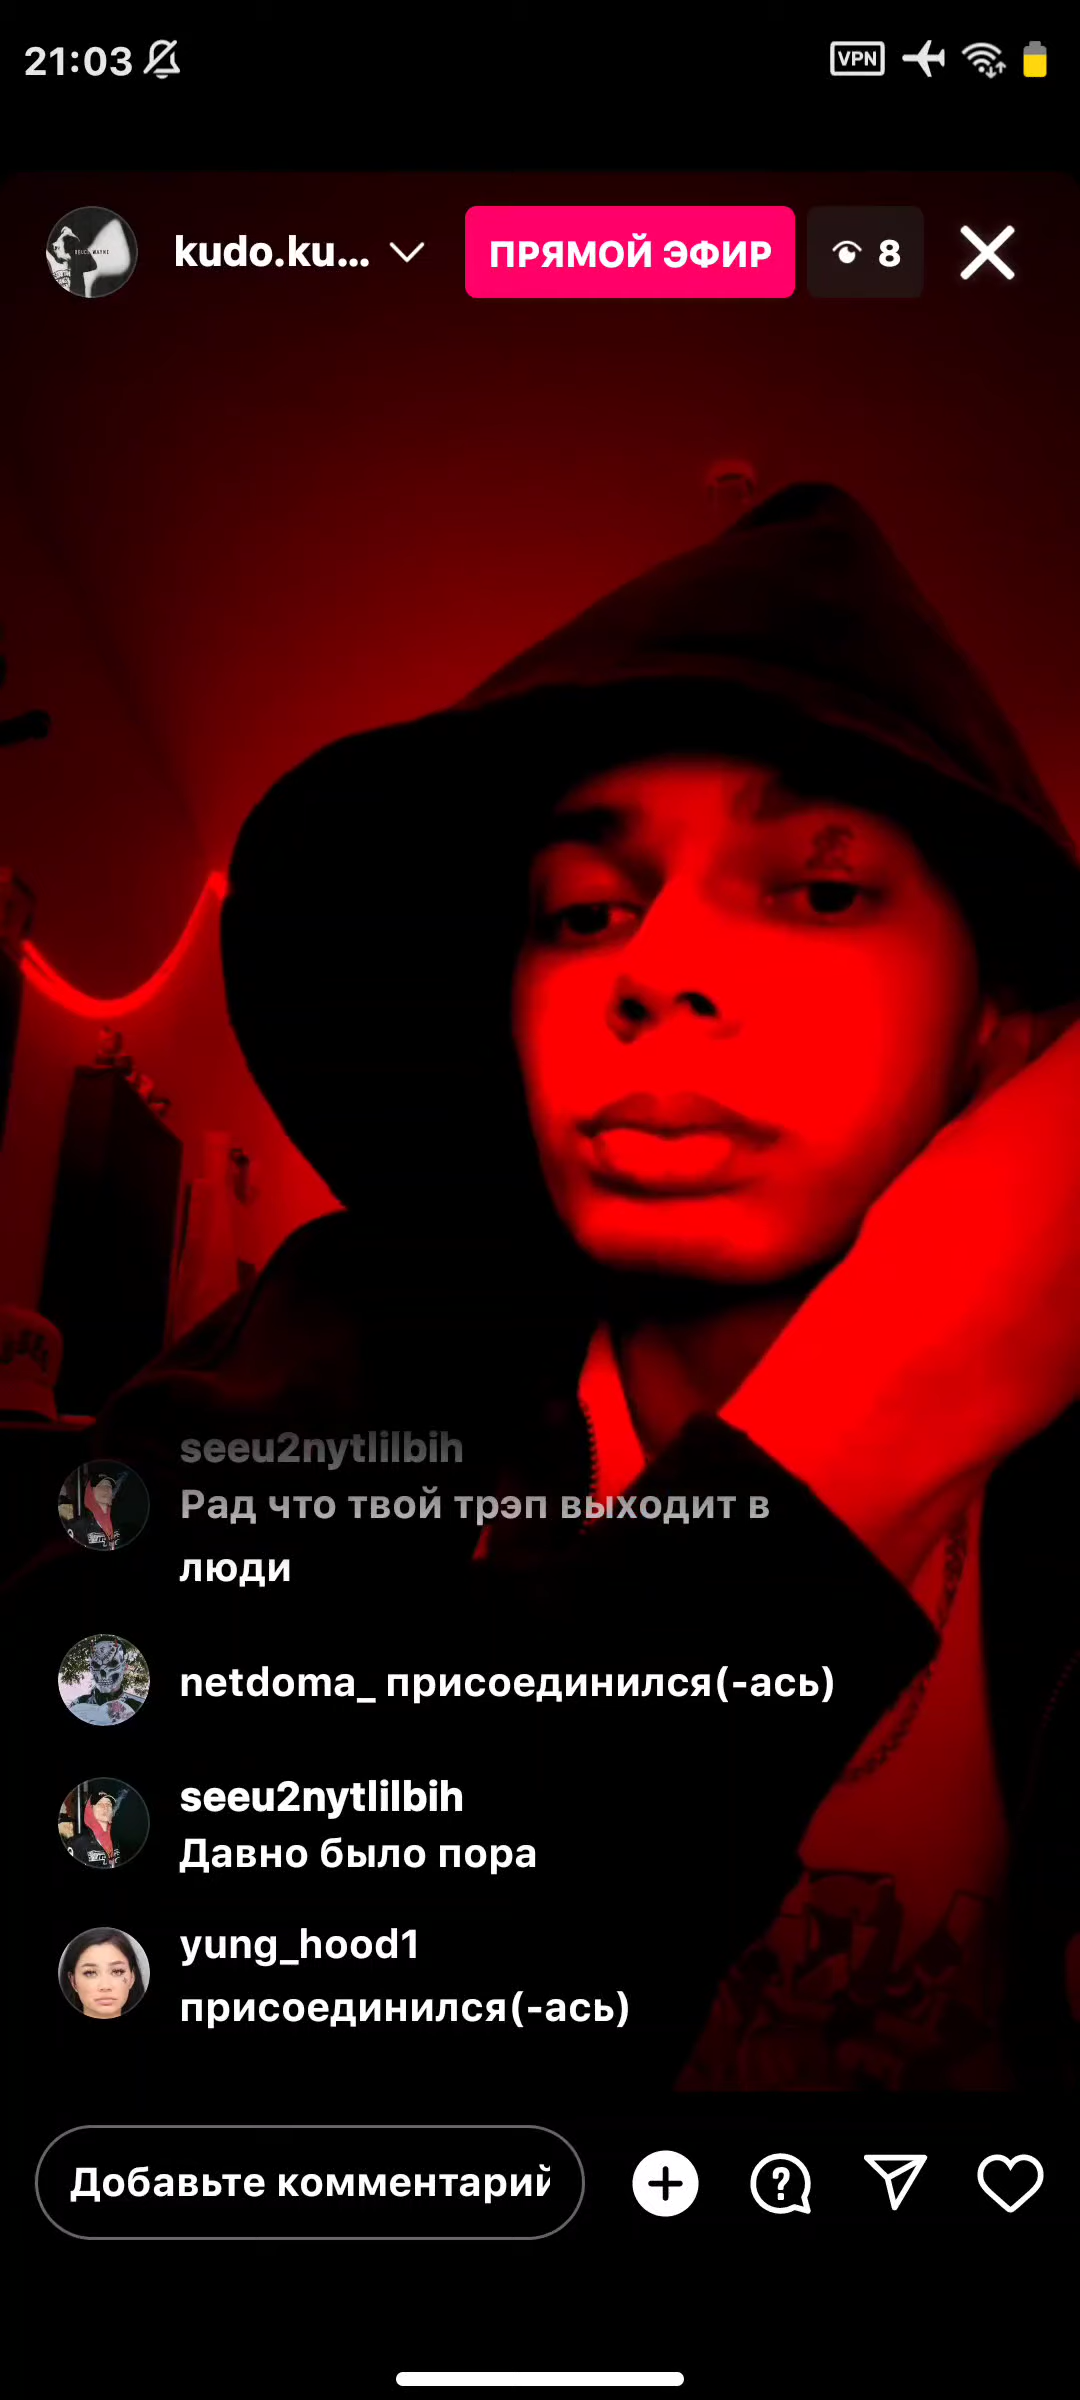 21:03
VPN
kudo.ku...
ПРЯМОЙ ЭФИР
8
seeu2nytlilbih
Рад что твой трэп выходит в
люди
netdoma_ присоединился(-ась)
seeu2nytlilbih
Давно было пора
yung_hood1
присоединился(-ась)
Добавьте комментарий